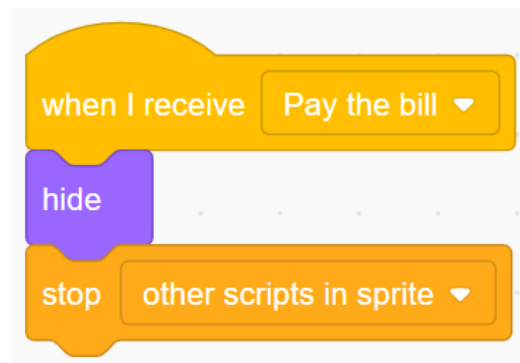 when I receive Pay the bill
hide
stop other scripts in sprite